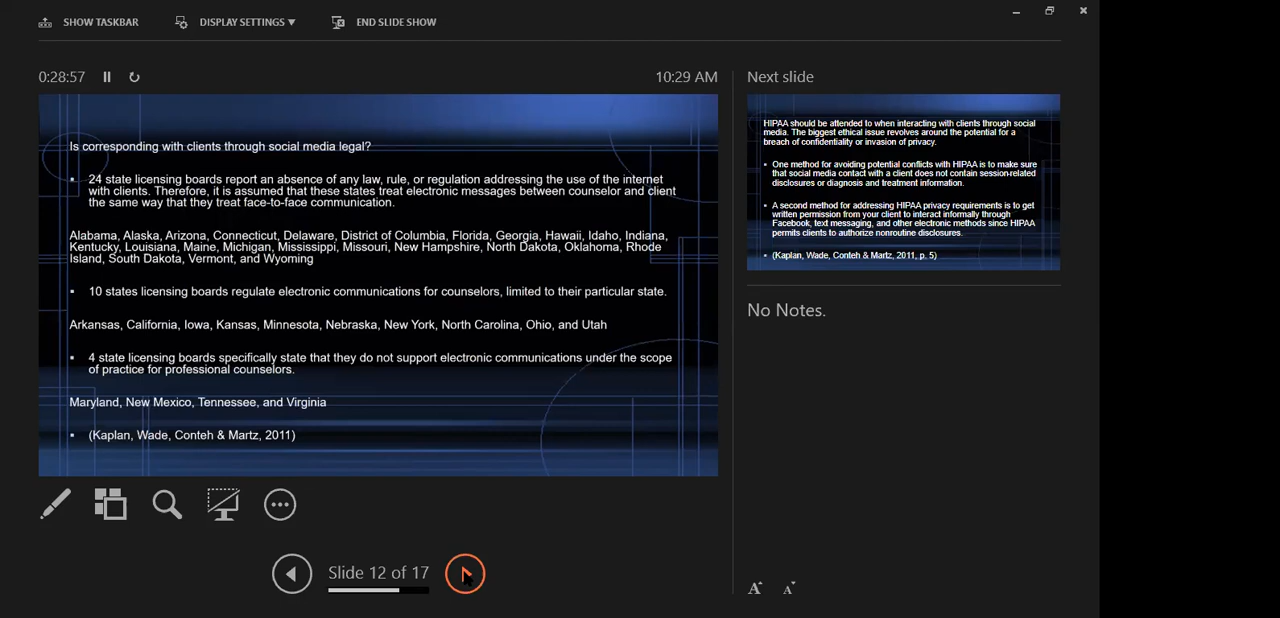 SHOW TASKBAR
DISPLAY SETTINGS ▼
END SLIDE SHOW
0:28:57
10:29 AM
Is corresponding with clients through social media legal?
▪ 24 state licensing boards report an absence of any law, rule, or regulation addressing the use of the internet
with clients. Therefore, it is assumed that these states treat electronic messages between counselor and client
the same way that they treat face-to-face communication.
Alabama, Alaska, Arizona, Connecticut, Delaware, District of Columbia, Florida, Georgia, Hawaii, Idaho, Indiana,
Kentucky, Louisiana, Maine, Michigan, Mississippi, Missouri, New Hampshire, North Dakota, Oklahoma, Rhode
Island, South Dakota, Vermont, and Wyoming
▪ 10 states licensing boards regulate electronic communications for counselors, limited to their particular state.
Arkansas, California, Iowa, Kansas, Minnesota, Nebraska, New York, North Carolina, Ohio, and Utah
▪ 4 state licensing boards specifically state that they do not support electronic communications under the scope
of practice for professional counselors.
Maryland, New Mexico, Tennessee, and Virginia
▪ (Kaplan, Wade, Conteh & Martz, 2011)
Slide 12 of 17
Next slide
HIPAA should be attended to when interacting with clients through social
media. The biggest ethical issue revolves around the potential for a
breach of confidentiality or invasion of privacy.
▪ One method for avoiding potential conflicts with HIPAA is to make sure
that social media contact with a client does not contain session-related
disclosures or diagnosis and treatment information.
▪ A second method for addressing HIPAA privacy requirements is to get
written permission from your client to interact informally through
Facebook, text messaging, and other electronic methods since HIPAA
permits clients to authorize nonroutine disclosures.
▪ (Kaplan, Wade, Conteh & Martz, 2011, p. 5)
No Notes.
A A